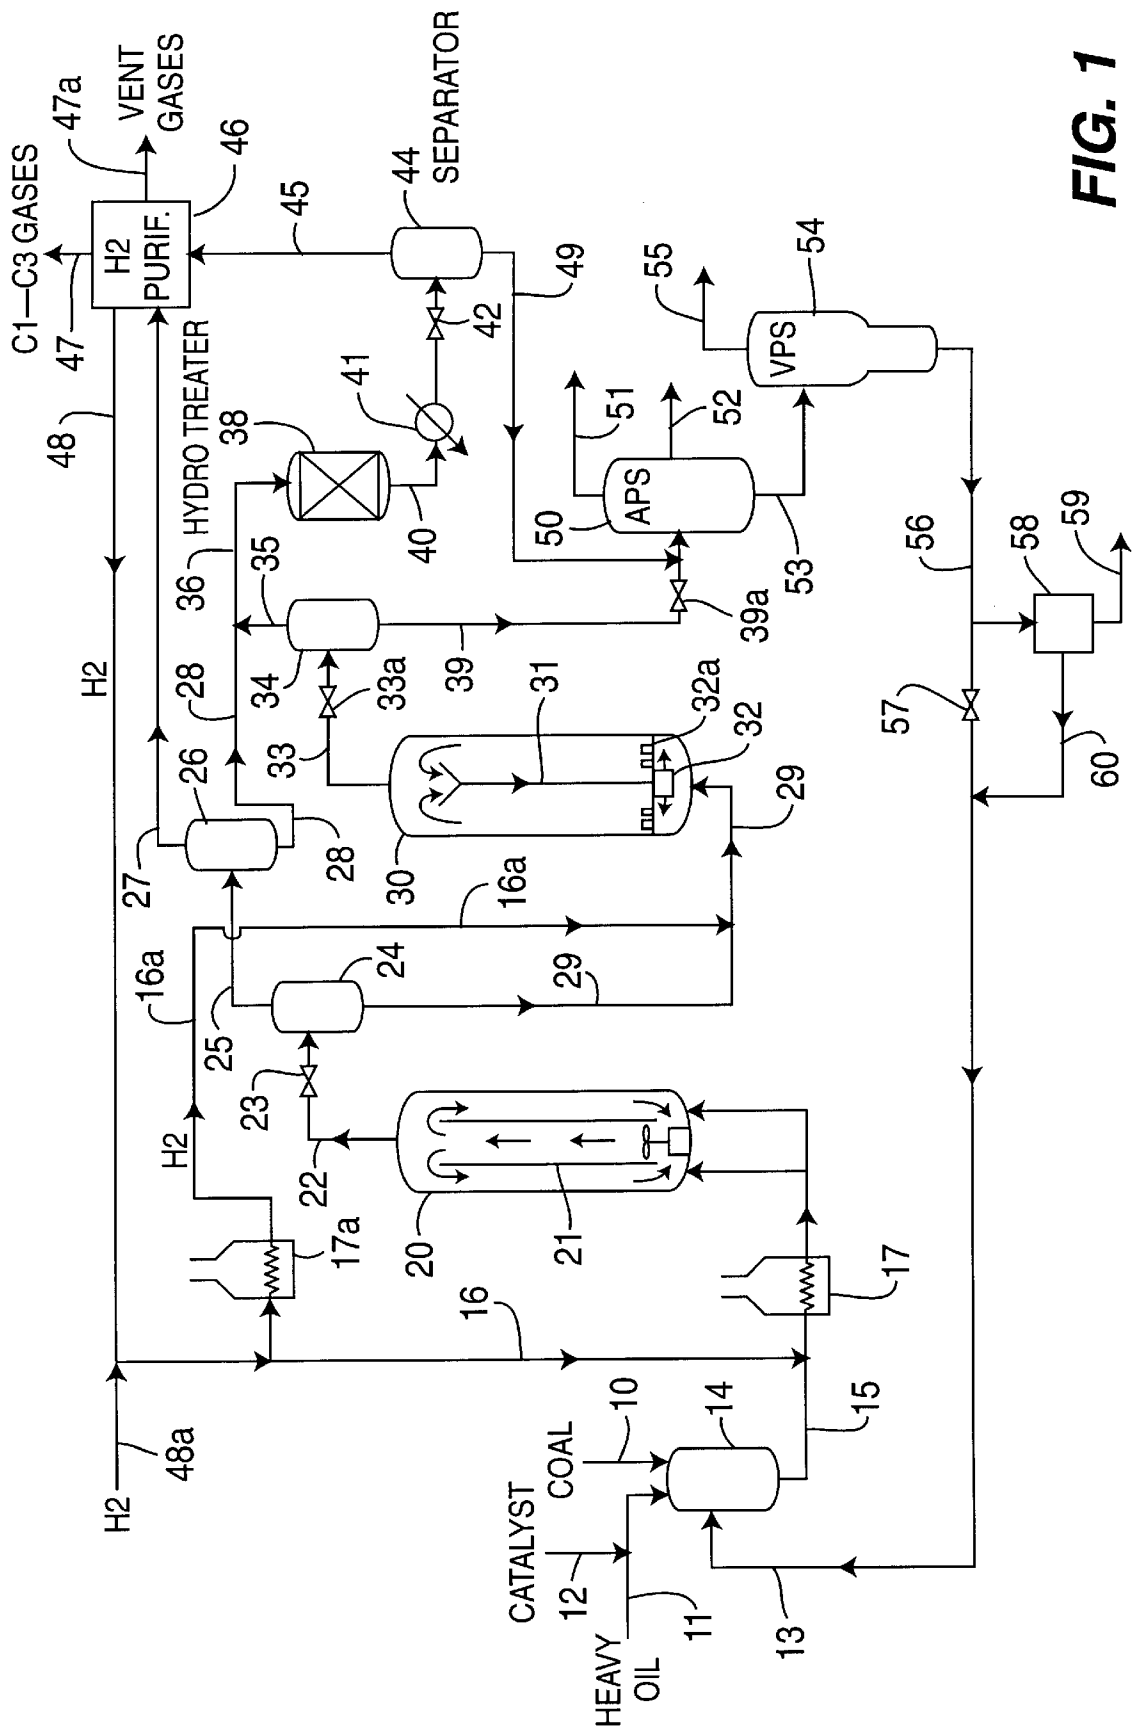 H2
48a
H2
48
47
C1—C3 GASES
47a
VENT
GASES
H2
PURIF.
46
45
44
SEPARATOR
42
41
40
38
HYDRO TREATER
36
35
34
28
33
33a
39
27
26
28
16a
H2
25
24
23
22
17a
16a
29
29
30
31
32a
32
20
21
16
17
49
50
APS
51
52
53
39a
55
VPS
54
56
57
58
59
60
CATALYST
12
COAL
10
14
15
HEAVY
OIL
11
13
FIG. 1